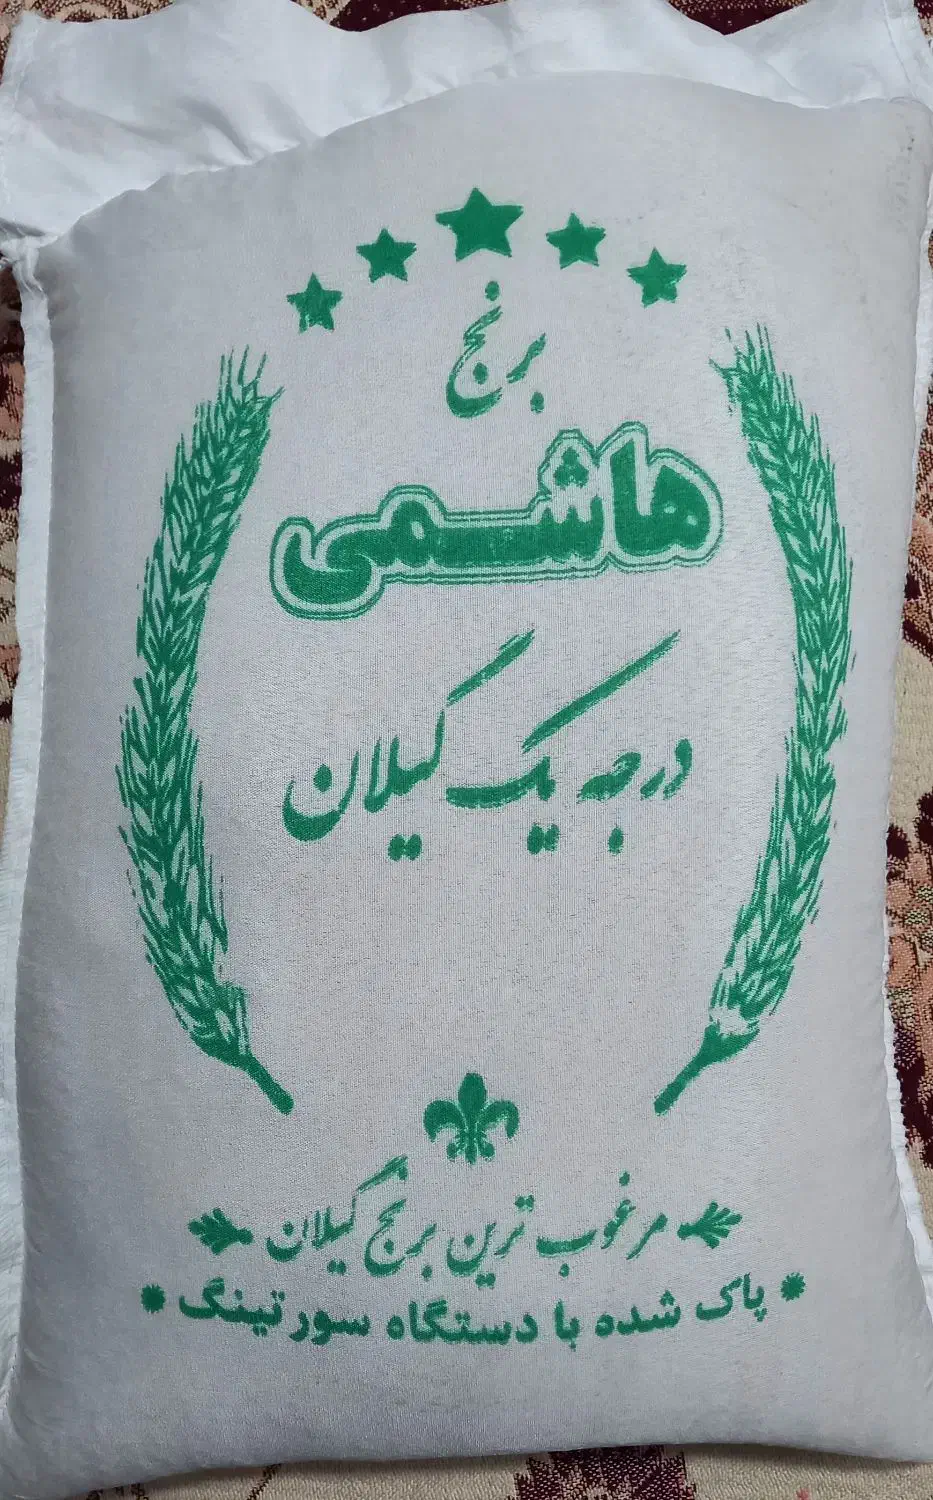 برنج
هاشمی
درجه یک گیلان
مرغوب ترین برنج گیلان
پاک شده با دستگاه سورتینگ